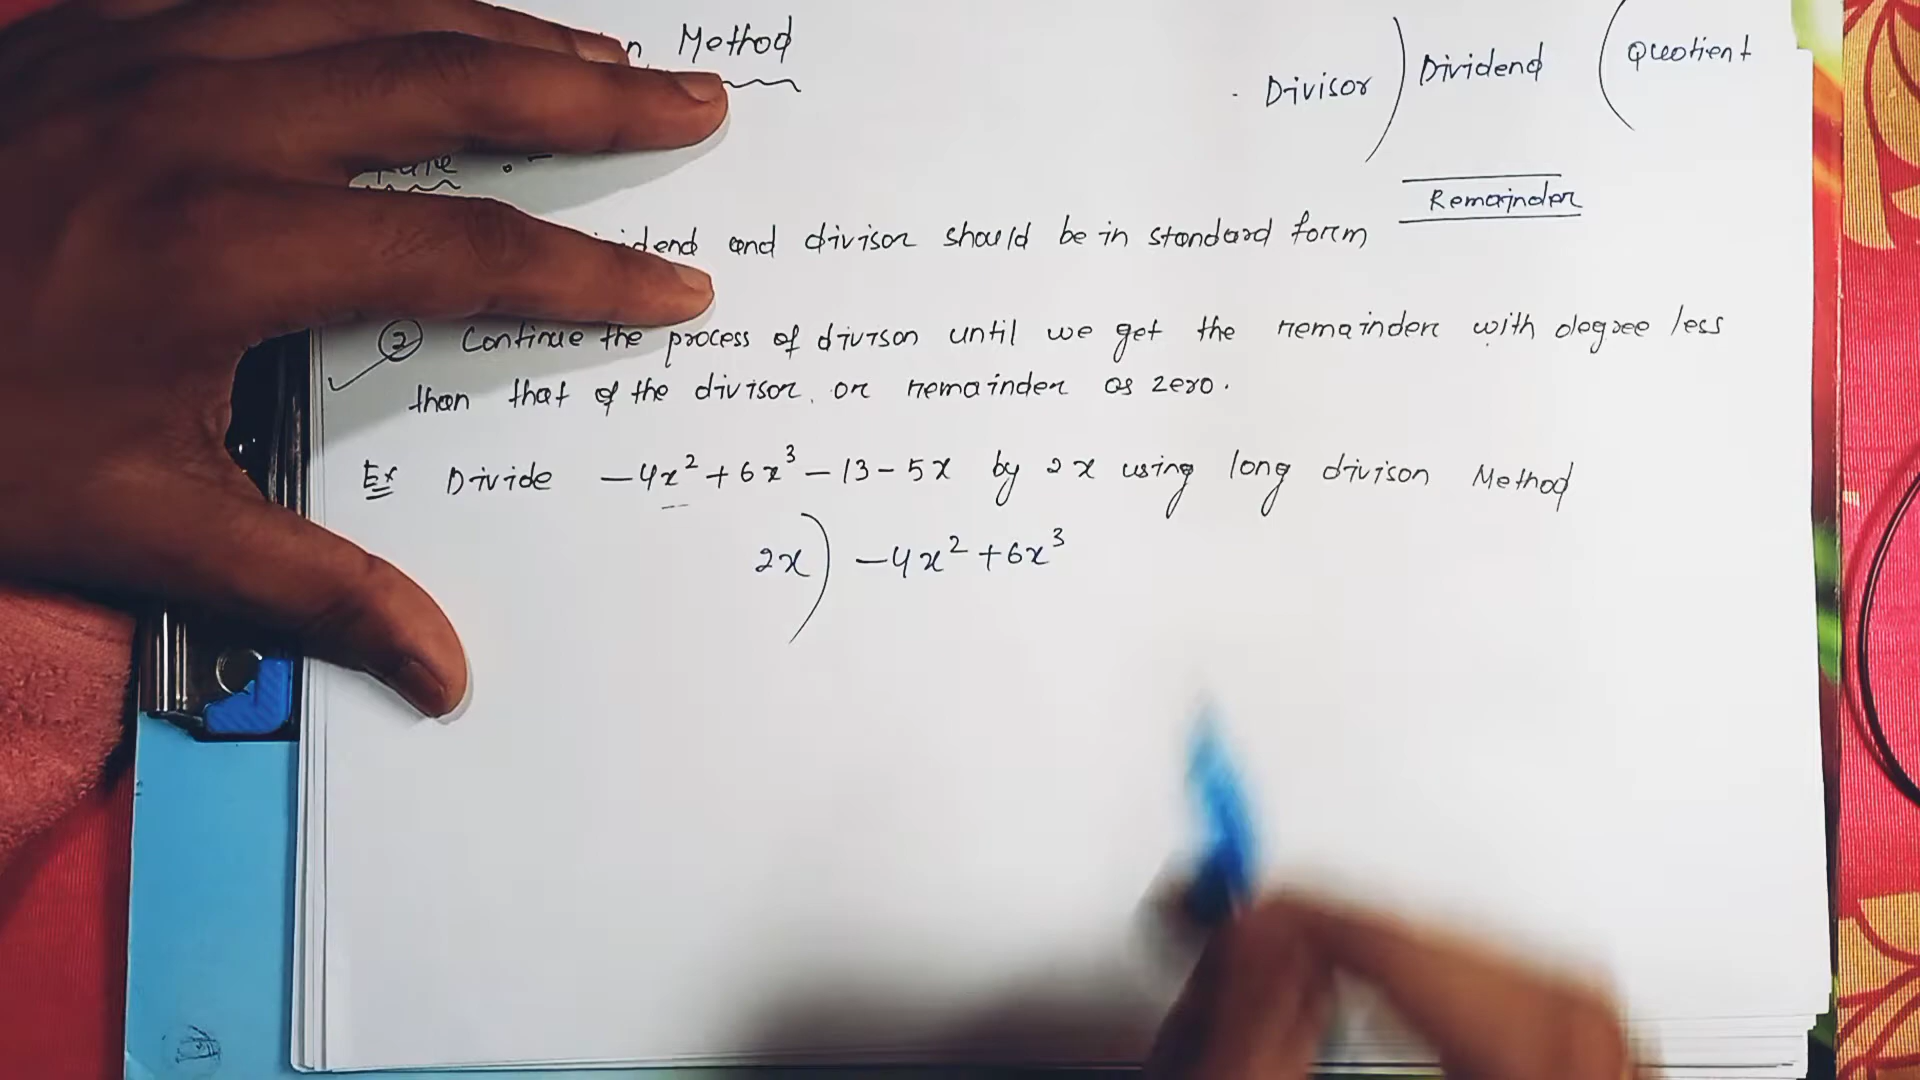 Method
Divisor ) Dividend ( Quotient
Remainder
and divisor should be in standard form
② Continue the process of divison until we get the remainder with degree less
than that of the divisor, or remainder as zero.
Ex Divide −4x² + 6x³ − 13 − 5x by 2x using long divison Method
2x ) −4x² + 6x³